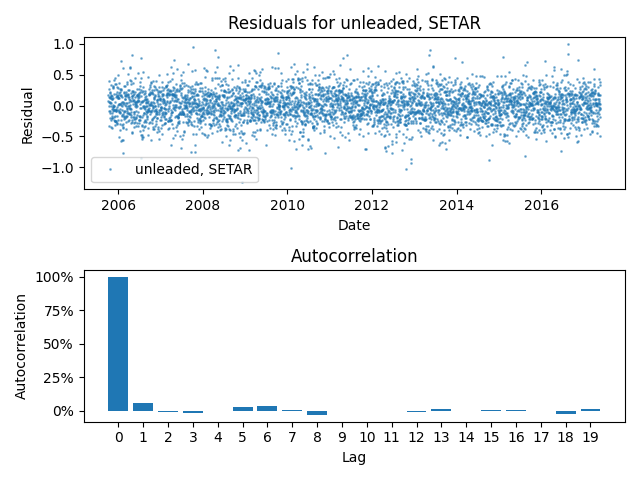 Residuals for unleaded, SETAR
1.0
0.5
0.0
−0.5
−1.0
Residual
unleaded, SETAR
2006 2008 2010 2012 2014 2016
Date
Autocorrelation
100%
75%
50%
25%
0%
Autocorrelation
0 1 2 3 4 5 6 7 8 9 10 11 12 13 14 15 16 17 18 19
Lag